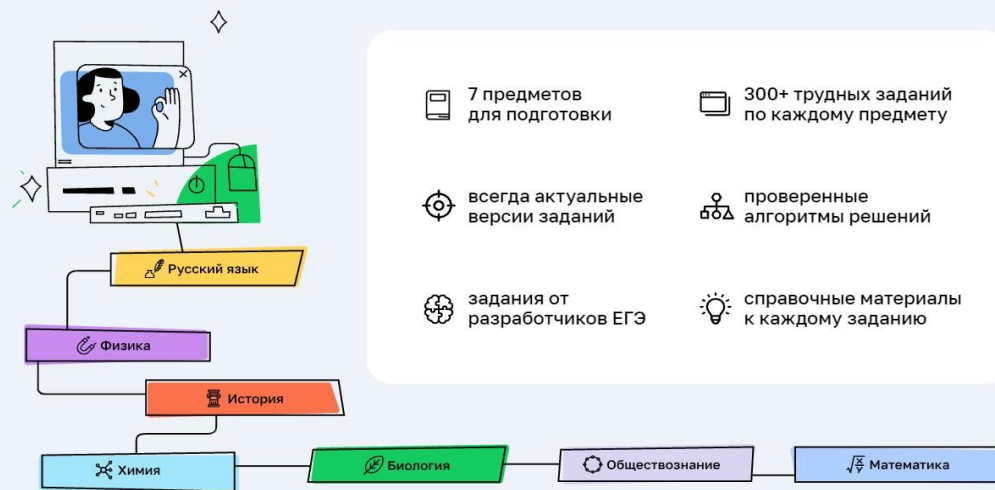 7 предметов
для подготовки
300+ трудных заданий
по каждому предмету
всегда актуальные
версии заданий
проверенные
алгоритмы решений
задания от
разработчиков ЕГЭ
справочные материалы
к каждому заданию
Русский язык
Физика
История
Химия
Биология
Обществознание
Математика